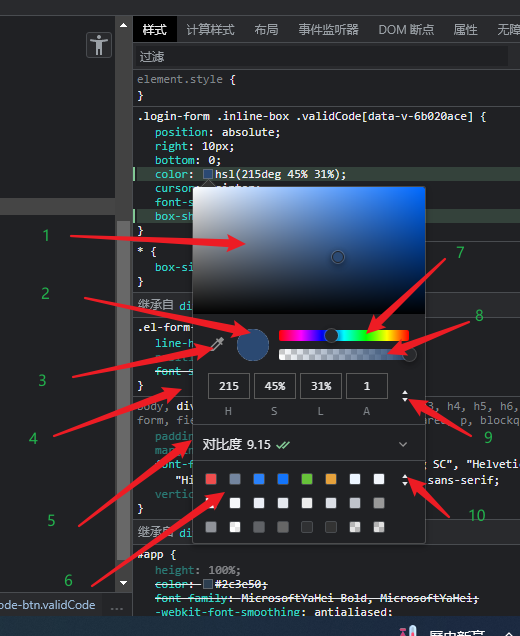 样式 计算样式 布局 事件监听器 DOM 断点 属性 无障
过滤
element.style {
}
.login-form .inline-box .validCode[data-v-6b020ace] {
position: absolute;
right: 10px;
bottom: 0;
color: hsl(215deg 45% 31%);
font-s
box-sh
}
1
7
* {
box-si
}
2
继承自 di
8
.el-form-
line-h
3
font-s
}
215 45% 31% 1
H S L A
4
body, div
3, h4, h5, h6,
form, fie
p, blockq
9
对比度 9.15
paddin
margi
font-f
SC", "Helvetic
"Hi
sans-serif;
5
vertic
10
}
继承自 di
6
#app {
height: 100%;
color: #2c3e50;
font-family: MicrosoftYaHei-Bold, MicrosoftYaHei;
-webkit-font-smoothing: antialiased;
ode-btn.validCode ...